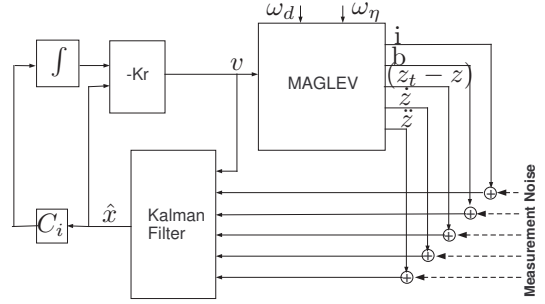 ω_d ω_η
i
b
(z_t − z)
ż
z̈
∫
-Kr
v
MAGLEV
x̂
C_i
Kalman
Filter
Measurement Noise